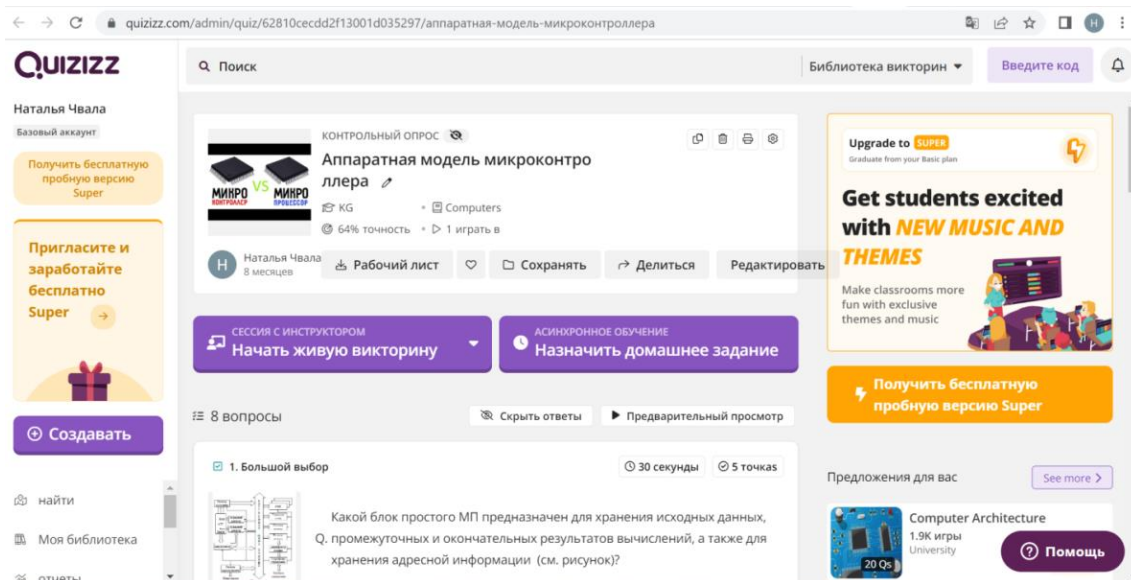 quizizz.com/admin/quiz/62810cecdd2f13001d035297/аппаратная-модель-микроконтроллера
Н
QUIZIZZ
Поиск
Библиотека викторин
Введите код
Наталья Чвала
Базовый аккаунт
Получить бесплатную
пробную версию
Super
Пригласите и
заработайте
бесплатно
Super
Создавать
найти
Моя библиотека
отчеты
МИКРО VS МИКРО
КОНТРОЛЛЕР ПРОЦЕССОР
КОНТРОЛЬНЫЙ ОПРОС
Аппаратная модель микроконтро
ллера
KG • Computers
64% точность • 1 играть в
Н
Наталья Чвала
8 месяцев
Рабочий лист
Сохранять
Делиться
Редактировать
СЕССИЯ С ИНСТРУКТОРОМ
Начать живую викторину
АСИНХРОННОЕ ОБУЧЕНИЕ
Назначить домашнее задание
8 вопросы
Скрыть ответы
Предварительный просмотр
1. Большой выбор
30 секунды
5 точкаs
Какой блок простого МП предназначен для хранения исходных данных,
Q. промежуточных и окончательных результатов вычислений, а также для
хранения адресной информации (см. рисунок)?
Upgrade to SUPER
Graduate from your Basic plan
Get students excited
with NEW MUSIC AND
THEMES
Make classrooms more
fun with exclusive
themes and music
Получить бесплатную
пробную версию Super
Предложения для вас
See more
Computer Architecture
1.9K игры
University
20 Qs
Помощь